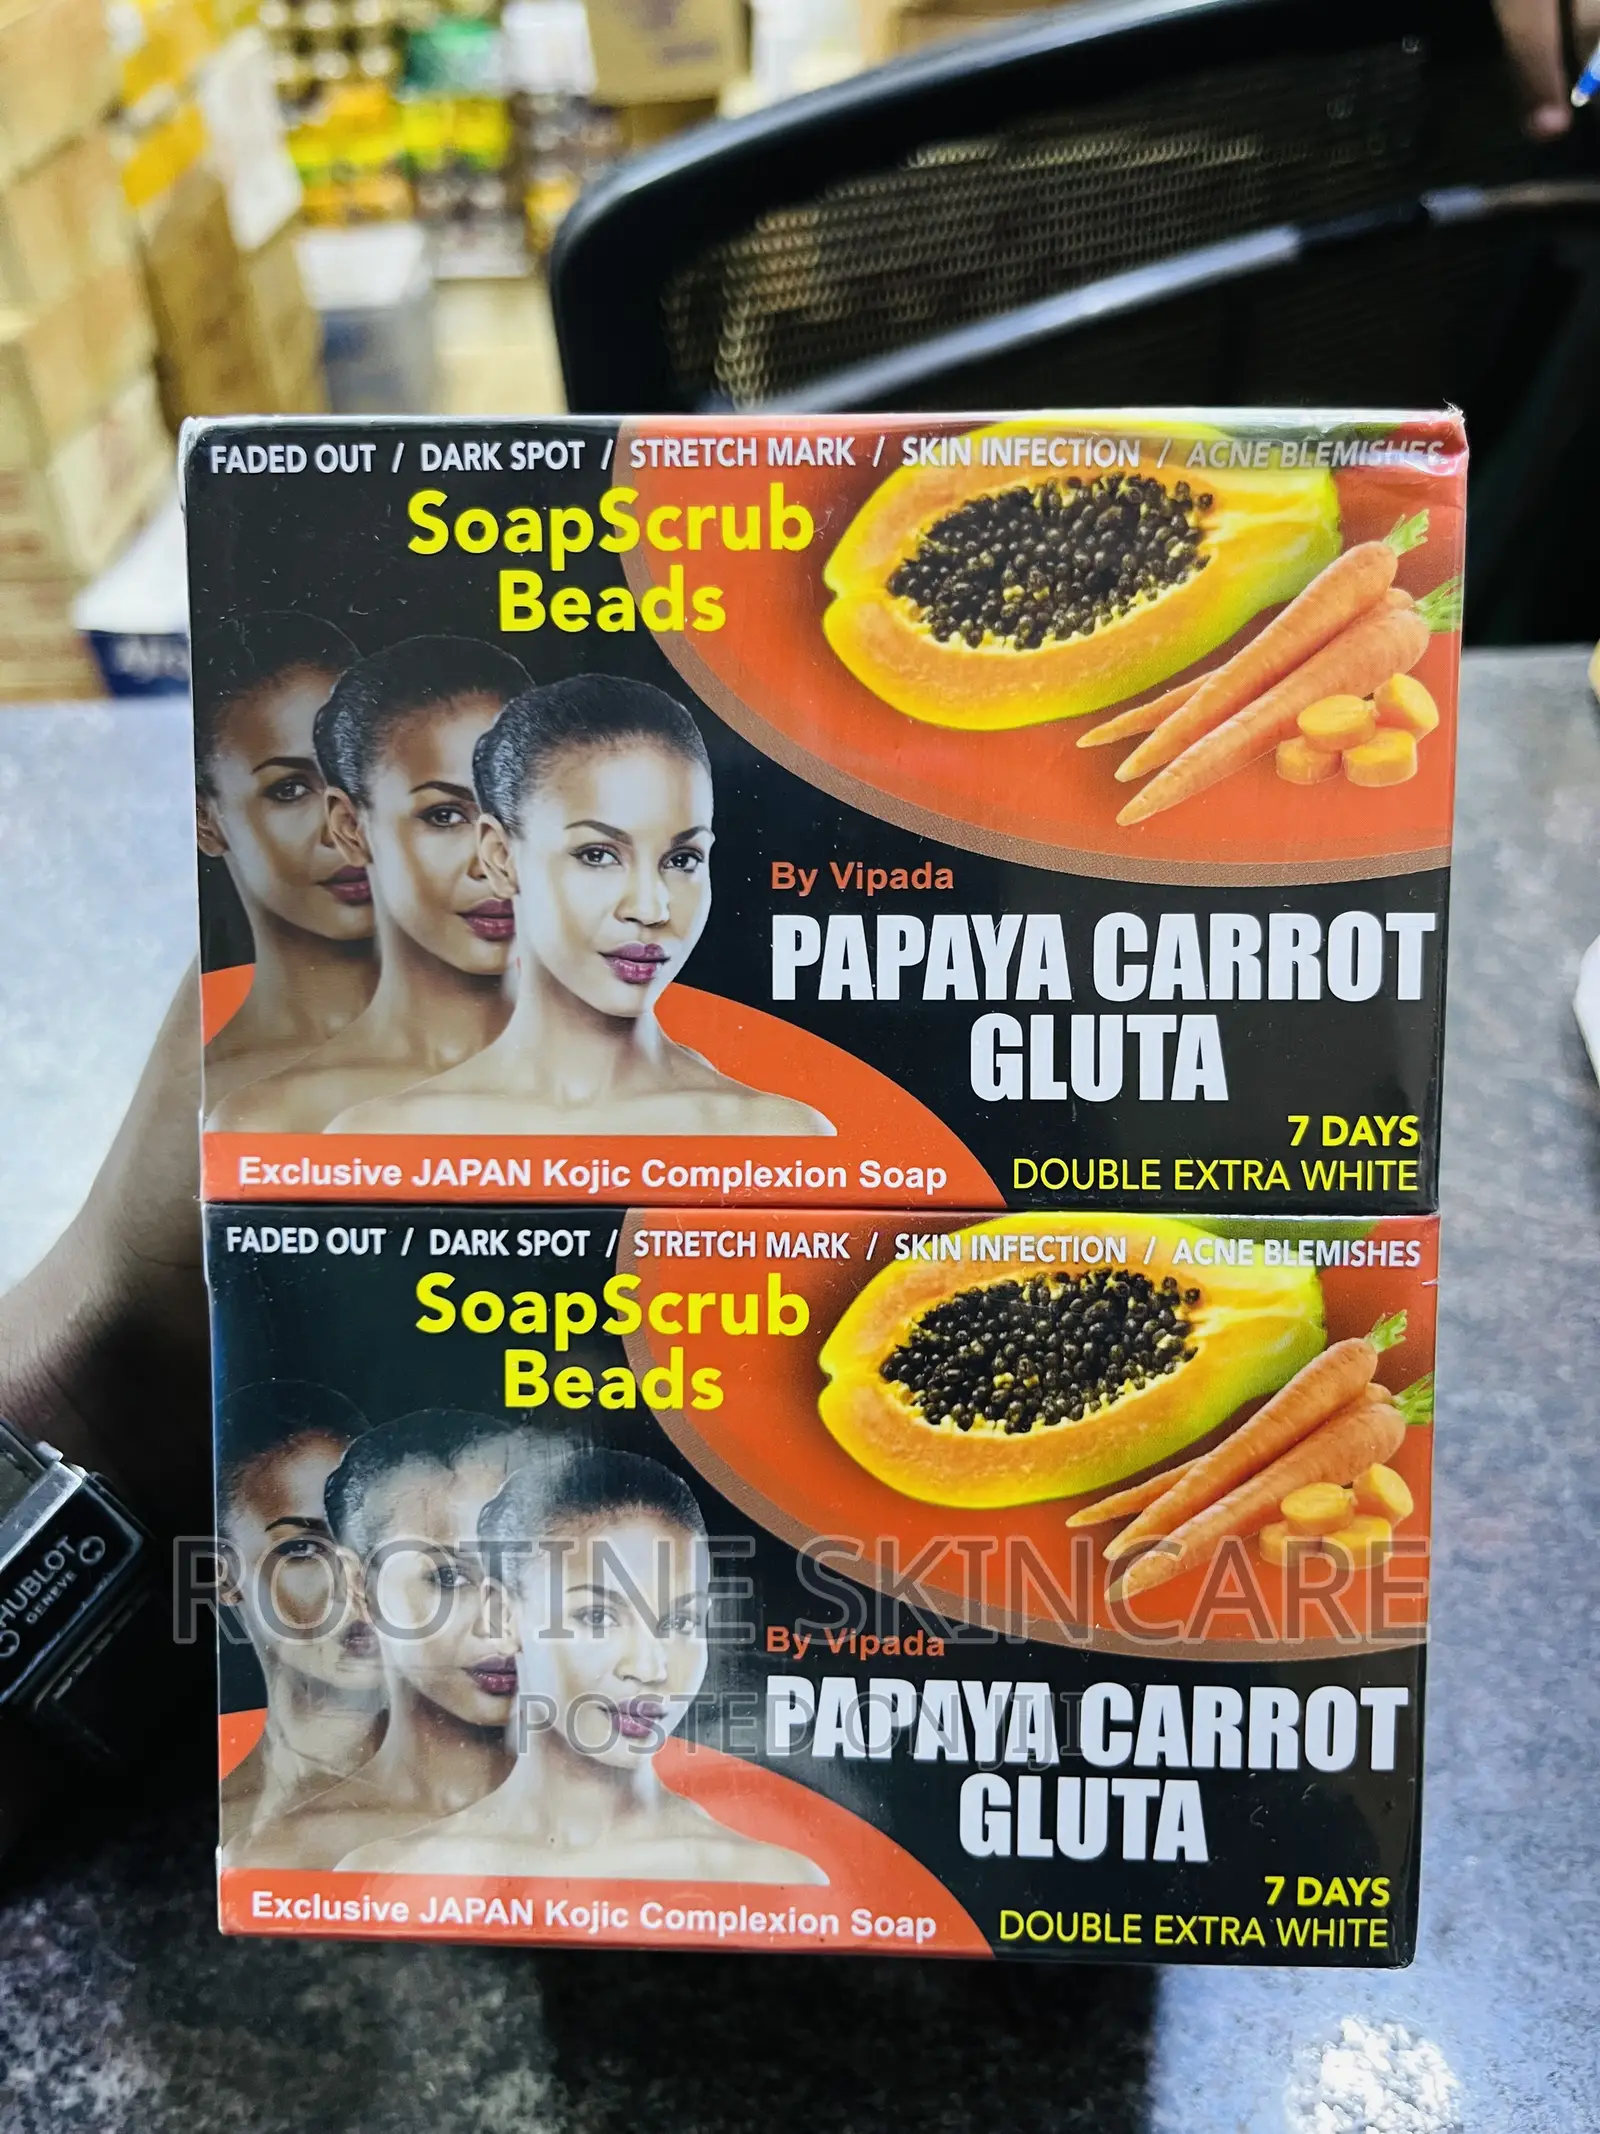 FADED OUT / DARK SPOT / STRETCH MARK / SKIN INFECTION / ACNE BLEMISHES
SoapScrub
Beads
By Vipada
PAPAYA CARROT
GLUTA
7 DAYS
Exclusive JAPAN Kojic Complexion Soap
DOUBLE EXTRA WHITE
FADED OUT / DARK SPOT / STRETCH MARK / SKIN INFECTION / ACNE BLEMISHES
SoapScrub
Beads
HUBLOT
GENEVE
ROOTINE SKINCARE
By Vipada
POSTED ON JIJI
PAPAYA CARROT
GLUTA
7 DAYS
Exclusive JAPAN Kojic Complexion Soap
DOUBLE EXTRA WHITE